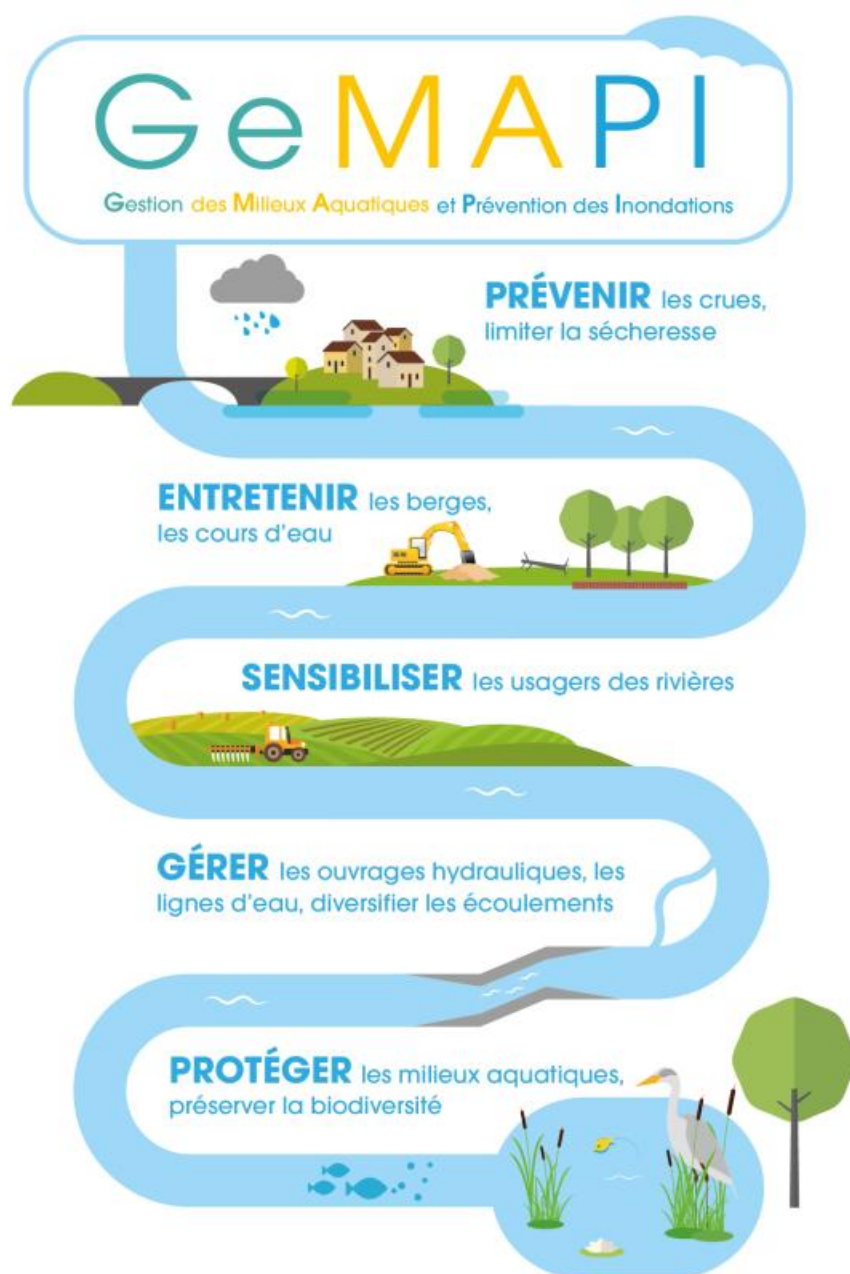 GeMAPI
Gestion des Milieux Aquatiques et Prévention des Inondations
PRÉVENIR les crues,
limiter la sécheresse
ENTRETENIR les berges,
les cours d'eau
SENSIBILISER les usagers des rivières
GÉRER les ouvrages hydrauliques, les
lignes d'eau, diversifier les écoulements
PROTÉGER les milieux aquatiques,
préserver la biodiversité